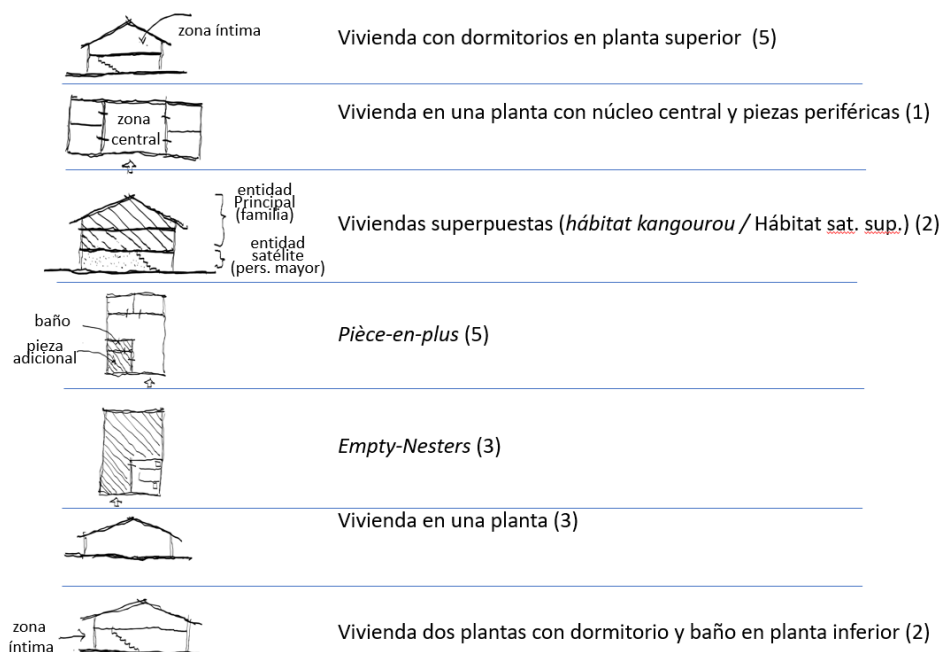 zona íntima
Vivienda con dormitorios en planta superior (5)
zona
central
Vivienda en una planta con núcleo central y piezas periféricas (1)
entidad
Principal
(familia)
entidad
satélite
(pers. mayor)
Viviendas superpuestas (hábitat kangourou / Hábitat sat. sup.) (2)
baño
pieza
adicional
Pièce-en-plus (5)
Empty-Nesters (3)
Vivienda en una planta (3)
zona
íntima
Vivienda dos plantas con dormitorio y baño en planta inferior (2)